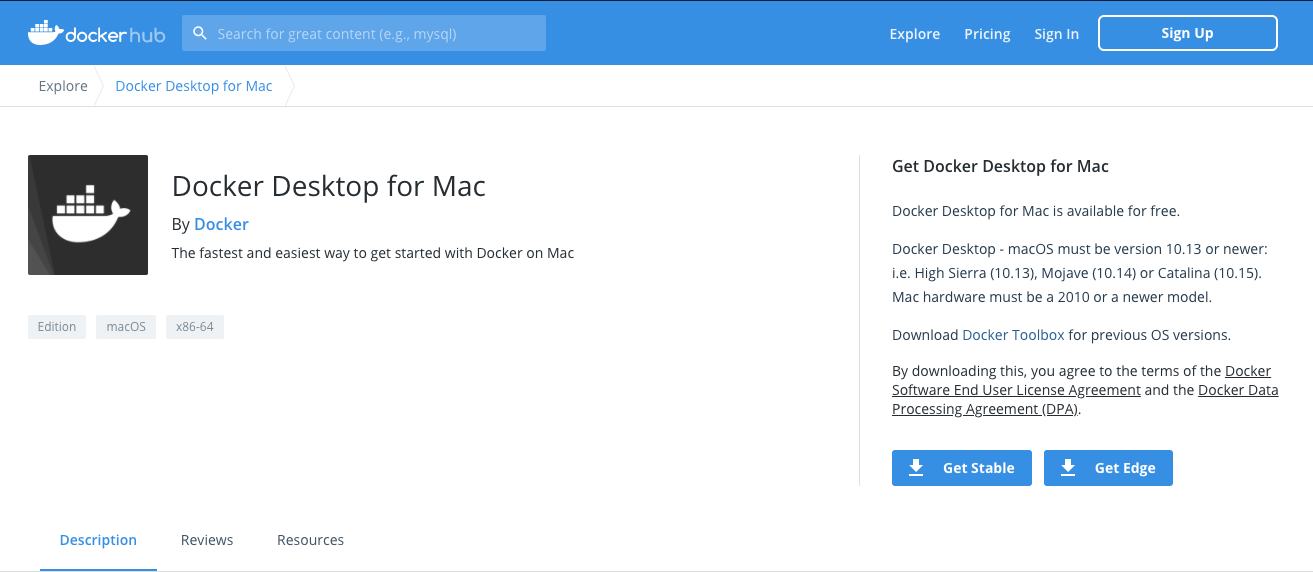 dockerhub
Search for great content (e.g., mysql)
Explore
Pricing
Sign In
Sign Up
Explore
Docker Desktop for Mac
Docker Desktop for Mac
By Docker
The fastest and easiest way to get started with Docker on Mac
Edition
macOS
x86-64
Get Docker Desktop for Mac
Docker Desktop for Mac is available for free.
Docker Desktop - macOS must be version 10.13 or newer:
i.e. High Sierra (10.13), Mojave (10.14) or Catalina (10.15).
Mac hardware must be a 2010 or a newer model.
Download Docker Toolbox for previous OS versions.
By downloading this, you agree to the terms of the Docker
Software End User License Agreement and the Docker Data
Processing Agreement (DPA).
Get Stable
Get Edge
Description
Reviews
Resources